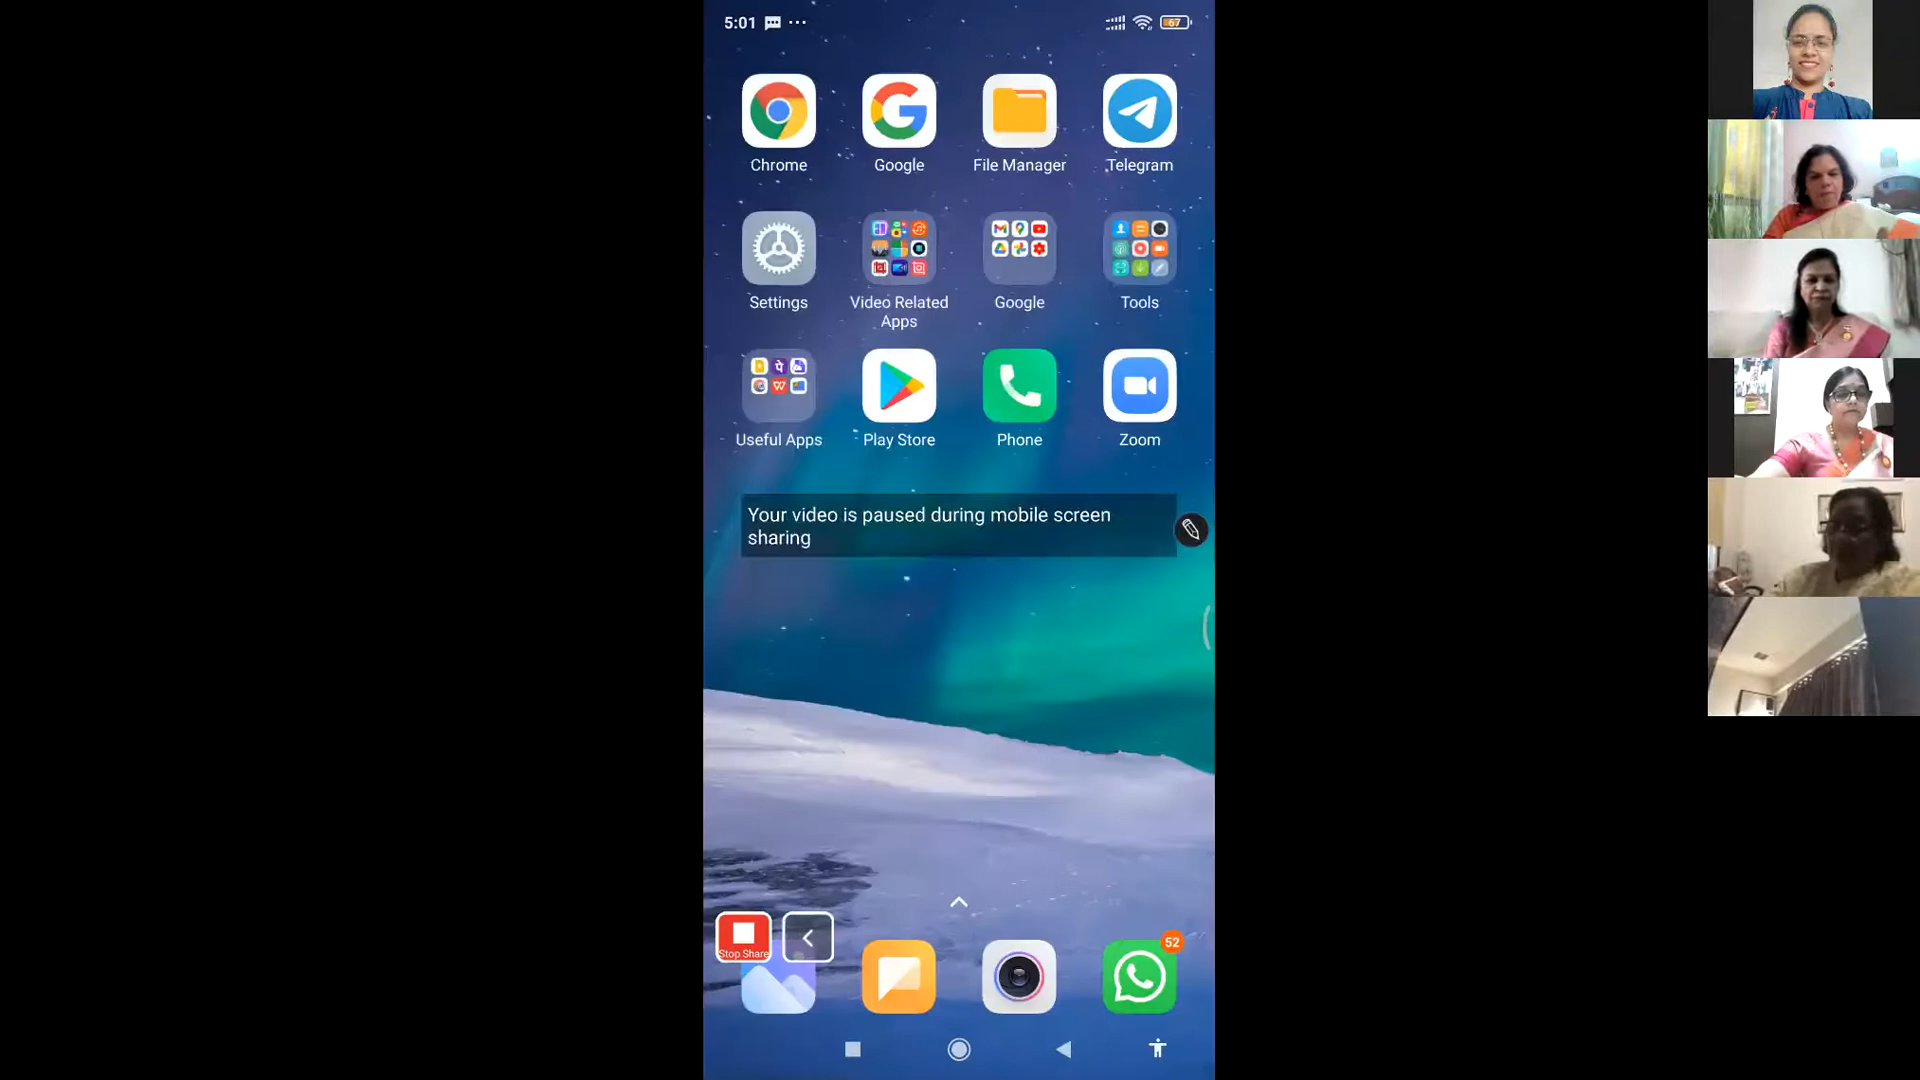 5:01
67
Chrome
Google
File Manager
Telegram
Settings
Video Related
Apps
Google
Tools
Useful Apps
Play Store
Phone
Zoom
Your video is paused during mobile screen
sharing
Stop Share
52